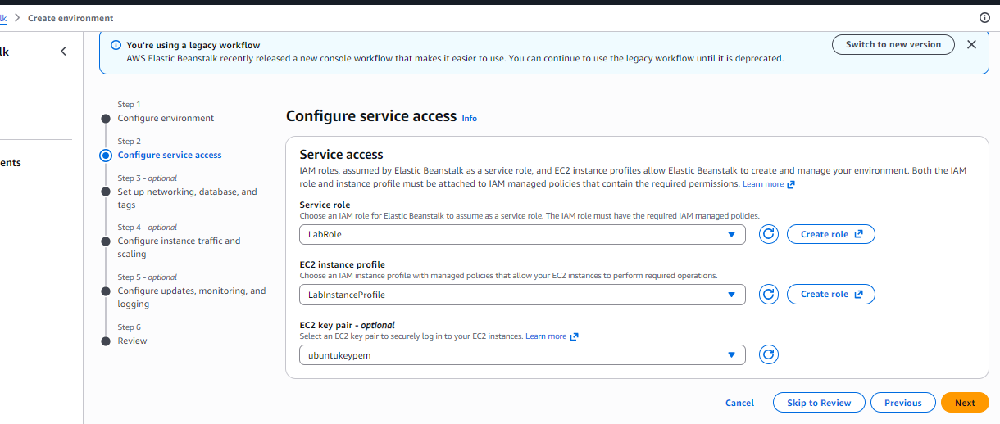 lk > Create environment
lk
ents
You're using a legacy workflow
AWS Elastic Beanstalk recently released a new console workflow that makes it easier to use. You can continue to use the legacy workflow until it is deprecated.
Switch to new version
Step 1
Configure environment
Step 2
Configure service access
Step 3 - optional
Set up networking, database, and
tags
Step 4 - optional
Configure instance traffic and
scaling
Step 5 - optional
Configure updates, monitoring, and
logging
Step 6
Review
Configure service access Info
Service access
IAM roles, assumed by Elastic Beanstalk as a service role, and EC2 instance profiles allow Elastic Beanstalk to create and manage your environment. Both the IAM
role and instance profile must be attached to IAM managed policies that contain the required permissions. Learn more
Service role
Choose an IAM role for Elastic Beanstalk to assume as a service role. The IAM role must have the required IAM managed policies.
LabRole
Create role
EC2 instance profile
Choose an IAM instance profile with managed policies that allow your EC2 instances to perform required operations.
LabInstanceProfile
Create role
EC2 key pair - optional
Select an EC2 key pair to securely log in to your EC2 instances. Learn more
ubuntukeypem
Cancel
Skip to Review
Previous
Next